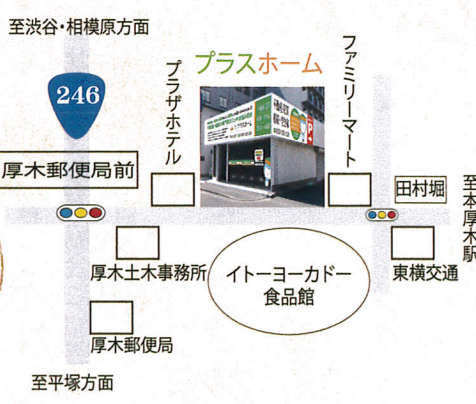 至渋谷・相模原方面
246
プラザホテル
プラスホーム
ファミリーマート
厚木郵便局前
田村堀
至本厚木駅
厚木土木事務所
イトーヨーカドー
食品館
東横交通
厚木郵便局
至平塚方面